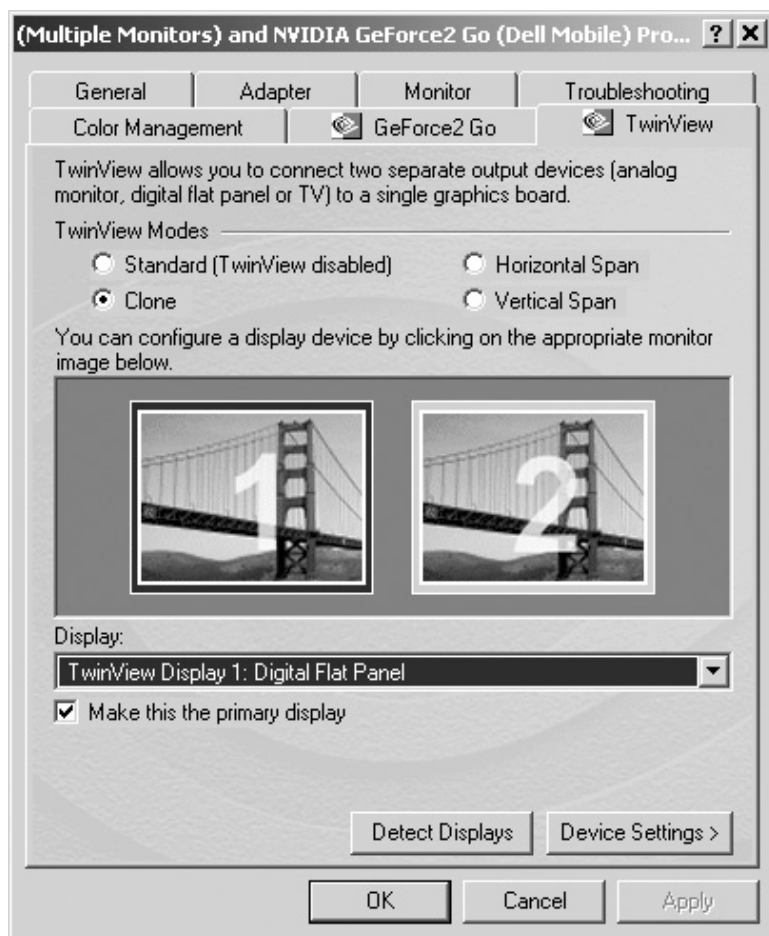 (Multiple Monitors) and NVIDIA GeForce2 Go (Dell Mobile) Pro... ? X
General Adapter Monitor Troubleshooting
Color Management GeForce2 Go TwinView
TwinView allows you to connect two separate output devices (analog
monitor, digital flat panel or TV) to a single graphics board.
TwinView Modes
Standard (TwinView disabled) Horizontal Span
Clone Vertical Span
You can configure a display device by clicking on the appropriate monitor
image below.
1 2
Display:
TwinView Display 1: Digital Flat Panel
Make this the primary display
Detect Displays Device Settings >
OK Cancel Apply